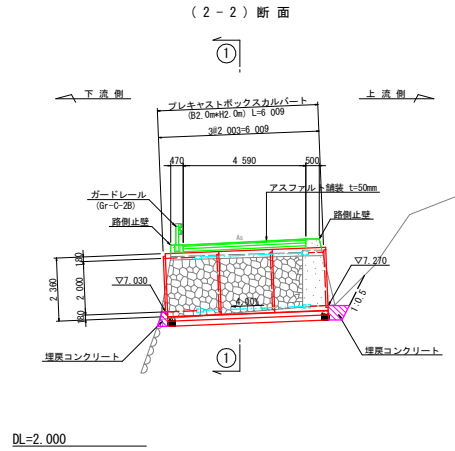 (2-2)断面
①
下流側
上流側
プレキャストボックスカルバート
(B2.0m*H2.0m) L=6 009
3@2 003=6 009
470
4 590
500
アスファルト舗装 t=50mm
ガードレール
(Gr-C-2B)
路側止壁
路側止壁
As
180
2 000
180
2 360
▽7.030
▽7.270
4.00%
1:0.5
埋戻コンクリート
埋戻コンクリート
①
DL=2.000